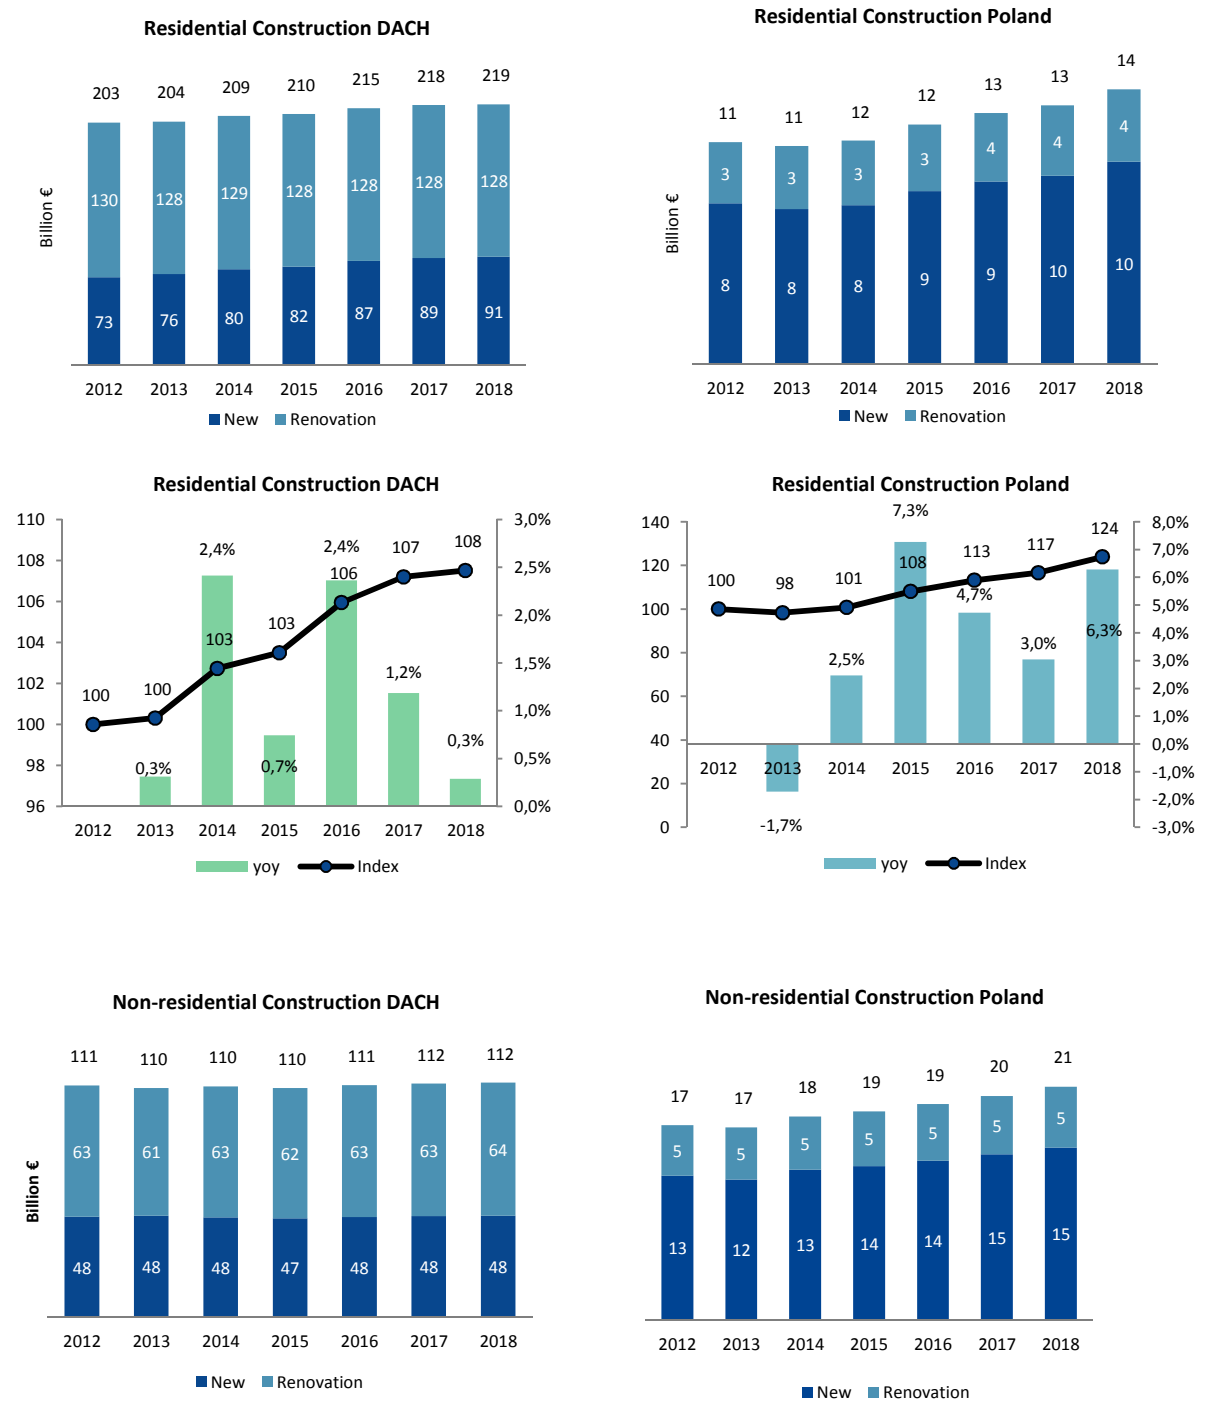 Residential Construction DACH
203 204 209 210 215 218 219
130 128 129 128 128 128 128
73 76 80 82 87 89 91
Billion €
2012 2013 2014 2015 2016 2017 2018
New Renovation
Residential Construction Poland
11 11 12 12 13 13 14
3 3 3 3 4 4 4
8 8 8 9 9 10 10
Billion €
2012 2013 2014 2015 2016 2017 2018
New Renovation
Residential Construction DACH
110
108
106
104
102
100
98
96
3,0%
2,5%
2,0%
1,5%
1,0%
0,5%
0,0%
100 100 103 103 106 107 108
0,3% 2,4% 0,7% 2,4% 1,2% 0,3%
2012 2013 2014 2015 2016 2017 2018
yoy Index
Residential Construction Poland
140
120
100
80
60
40
20
0
8,0%
7,0%
6,0%
5,0%
4,0%
3,0%
2,0%
1,0%
0,0%
-1,0%
-2,0%
-3,0%
100 98 101 108 113 117 124
-1,7% 2,5% 7,3% 4,7% 3,0% 6,3%
2012 2013 2014 2015 2016 2017 2018
yoy Index
Non-residential Construction DACH
111 110 110 110 111 112 112
63 61 63 62 63 63 64
48 48 48 47 48 48 48
Billion €
2012 2013 2014 2015 2016 2017 2018
New Renovation
Non-residential Construction Poland
17 17 18 19 19 20 21
5 5 5 5 5 5 5
13 12 13 14 14 15 15
2012 2013 2014 2015 2016 2017 2018
New Renovation